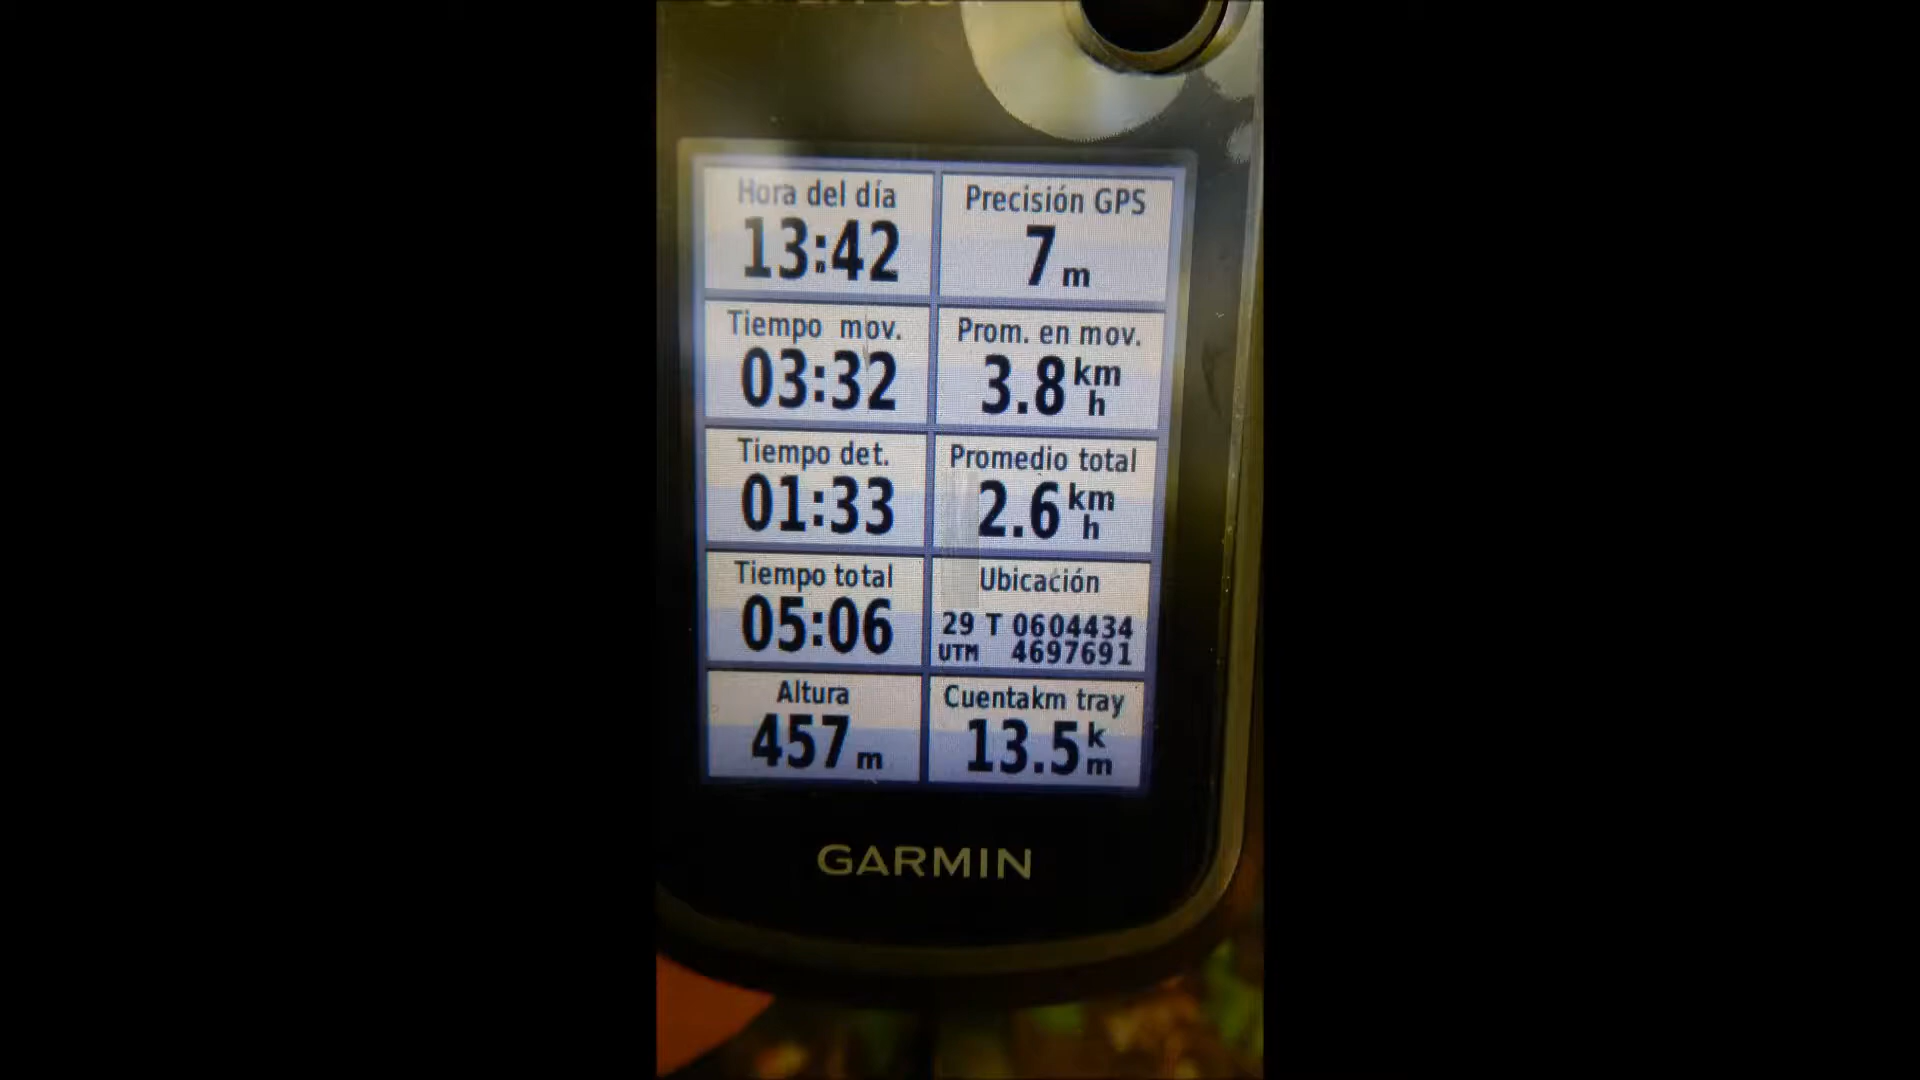 Hora del día
13:42
Precisión GPS
7 m
Tiempo mov.
03:32
Prom. en mov.
3.8 km h
Tiempo det.
01:33
Promedio total
2.6 km h
Tiempo total
05:06
Ubicación
29 T 0604434
UTM 4697691
Altura
457 m
Cuentakm tray
13.5 km
GARMIN